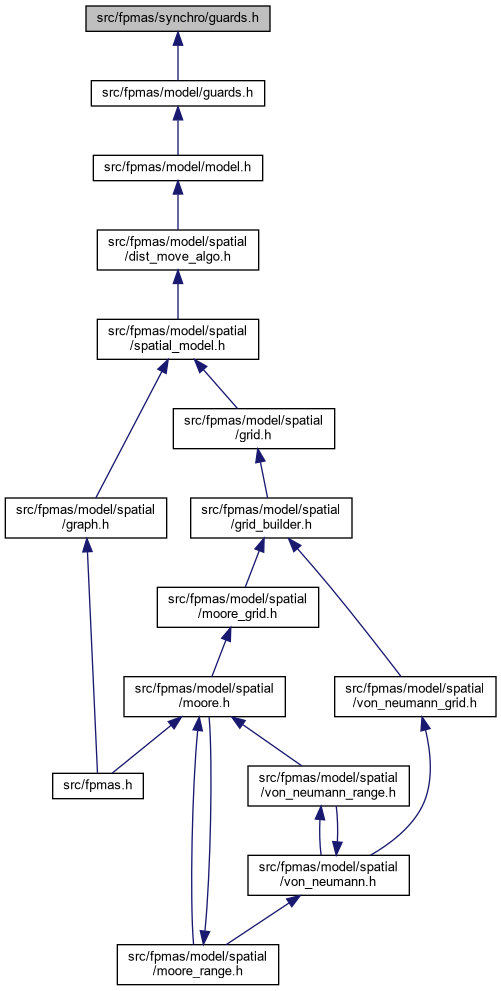 src/fpmas/synchro/guards.h
src/fpmas/model/guards.h
src/fpmas/model/model.h
src/fpmas/model/spatial
/dist_move_algo.h
src/fpmas/model/spatial
/spatial_model.h
src/fpmas/model/spatial
/grid.h
src/fpmas/model/spatial
/graph.h
src/fpmas/model/spatial
/grid_builder.h
src/fpmas/model/spatial
/moore_grid.h
src/fpmas/model/spatial
/moore.h
src/fpmas/model/spatial
/von_neumann_grid.h
src/fpmas.h
src/fpmas/model/spatial
/von_neumann_range.h
src/fpmas/model/spatial
/von_neumann.h
src/fpmas/model/spatial
/moore_range.h